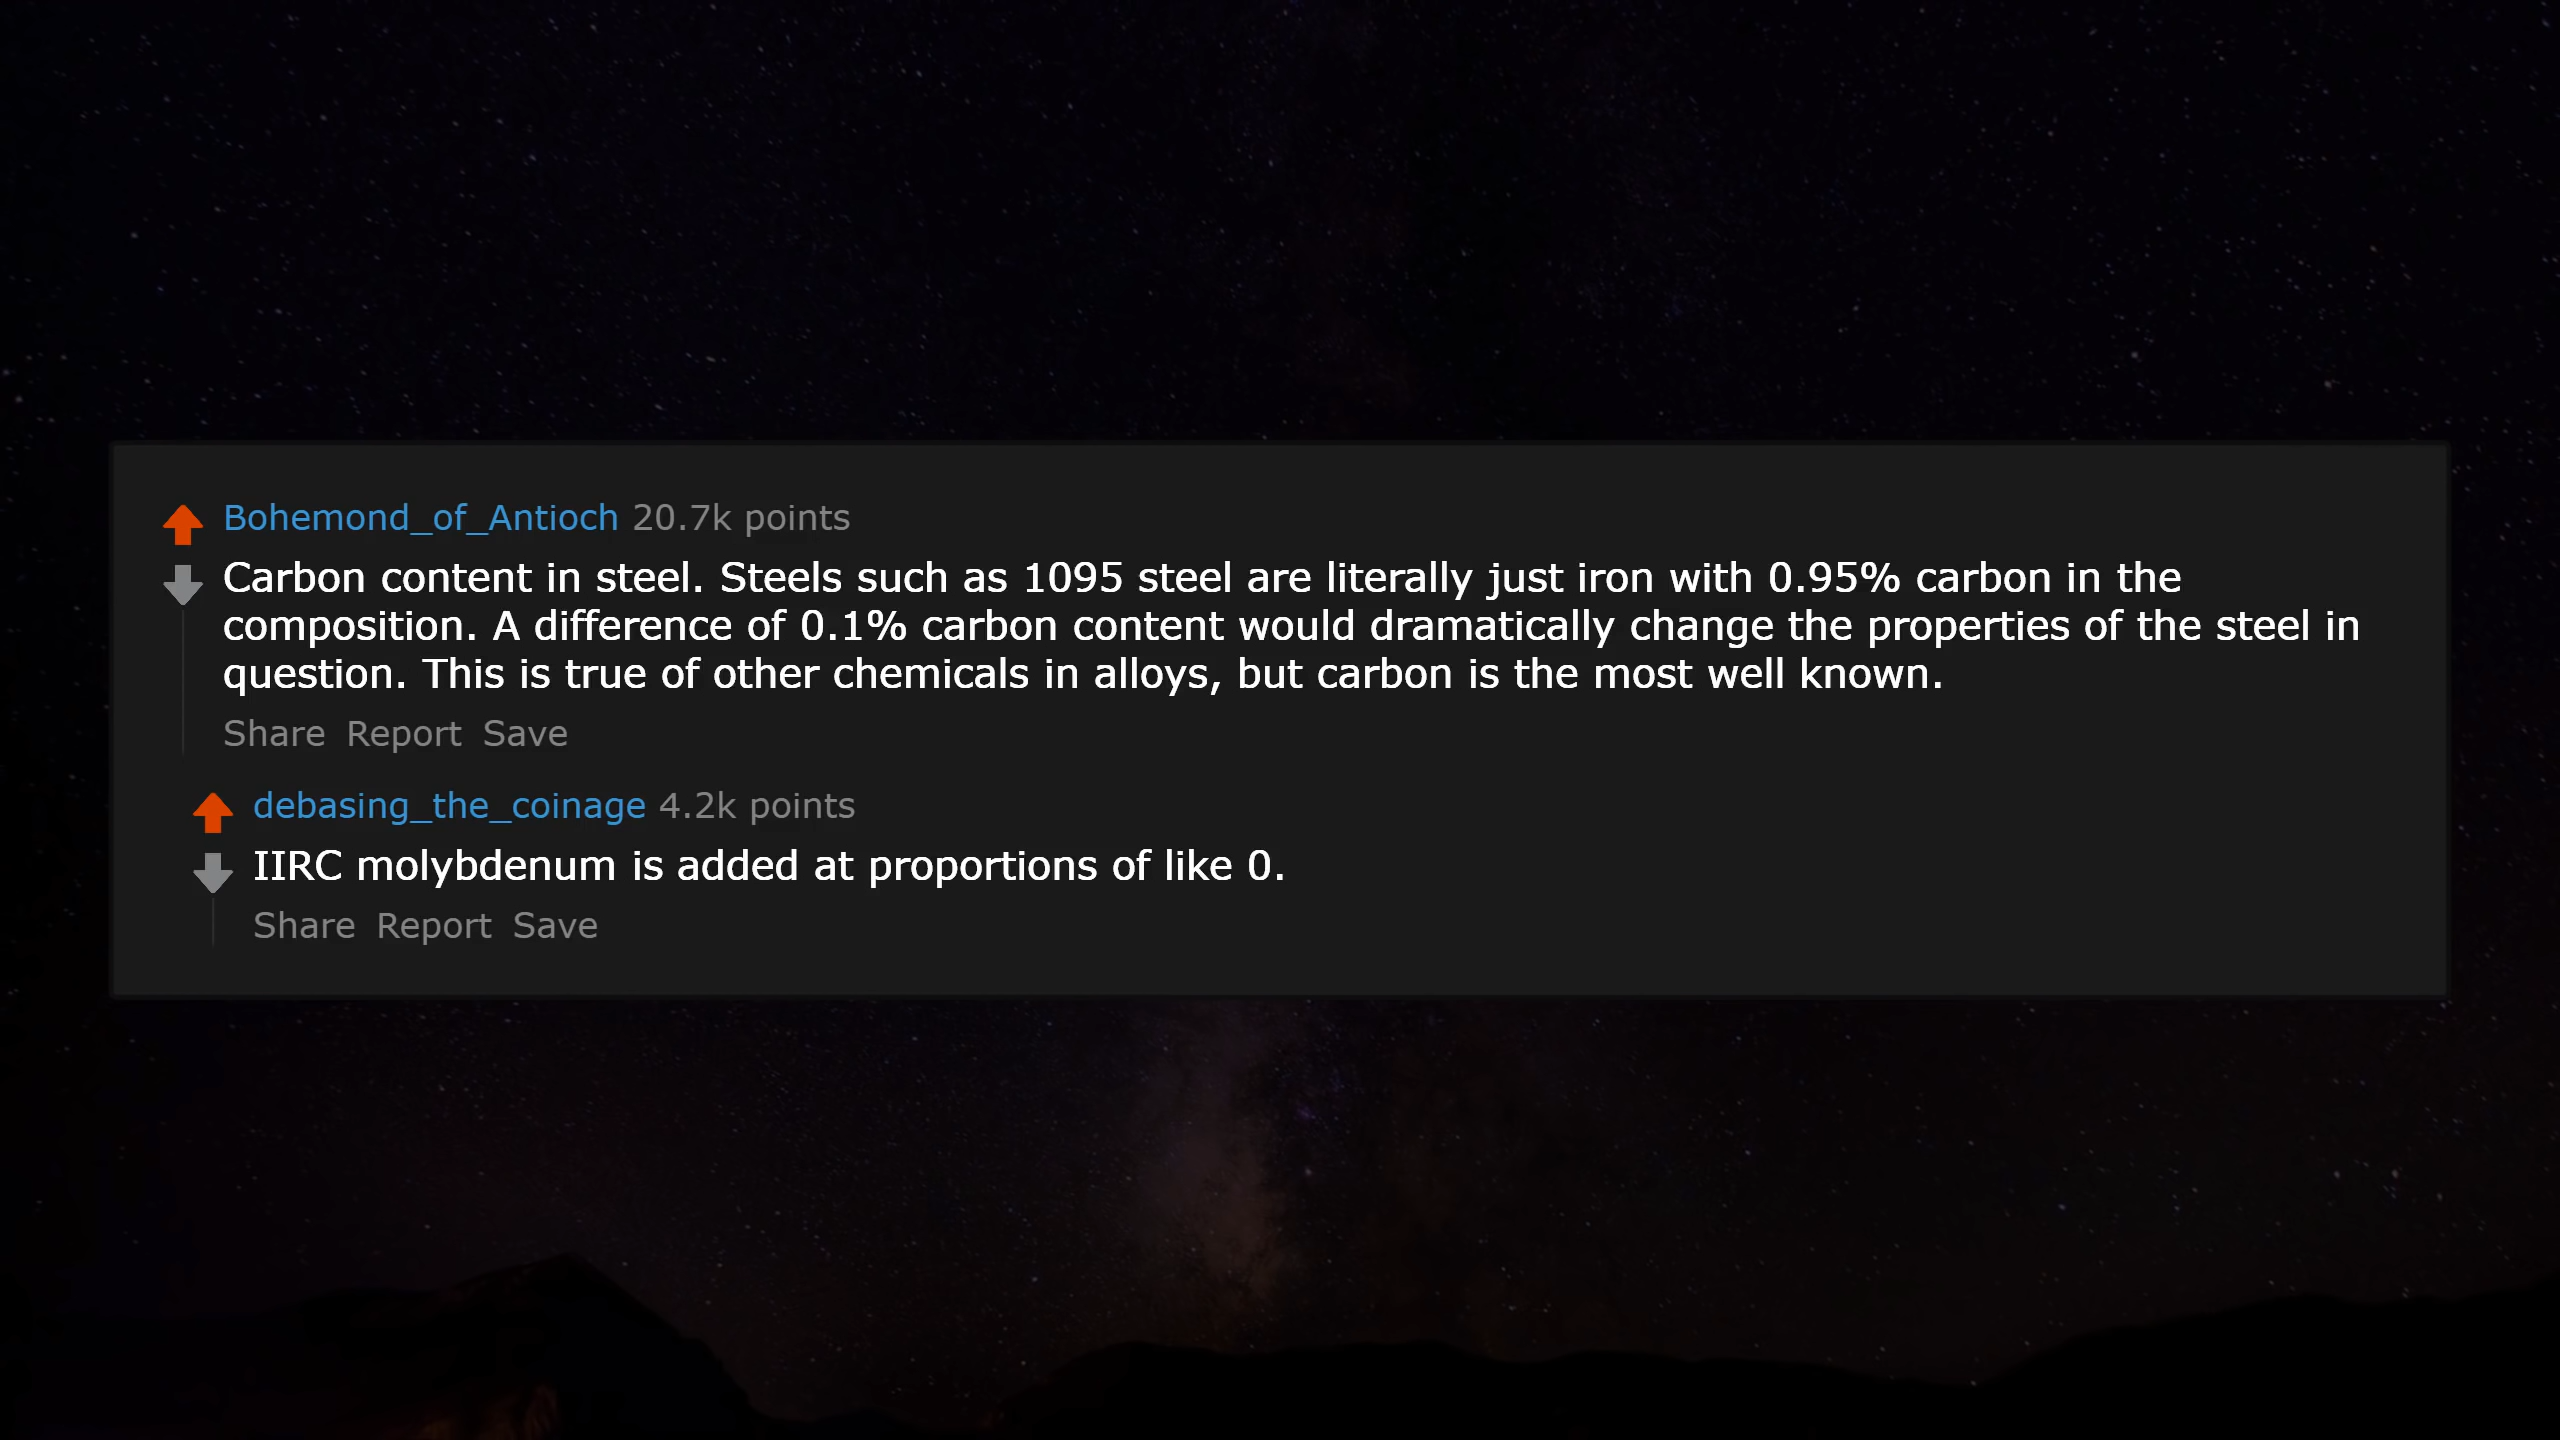 Bohemond_of_Antioch 20.7k points
Carbon content in steel. Steels such as 1095 steel are literally just iron with 0.95% carbon in the
composition. A difference of 0.1% carbon content would dramatically change the properties of the steel in
question. This is true of other chemicals in alloys, but carbon is the most well known.
Share Report Save
debasing_the_coinage 4.2k points
IIRC molybdenum is added at proportions of like 0.
Share Report Save